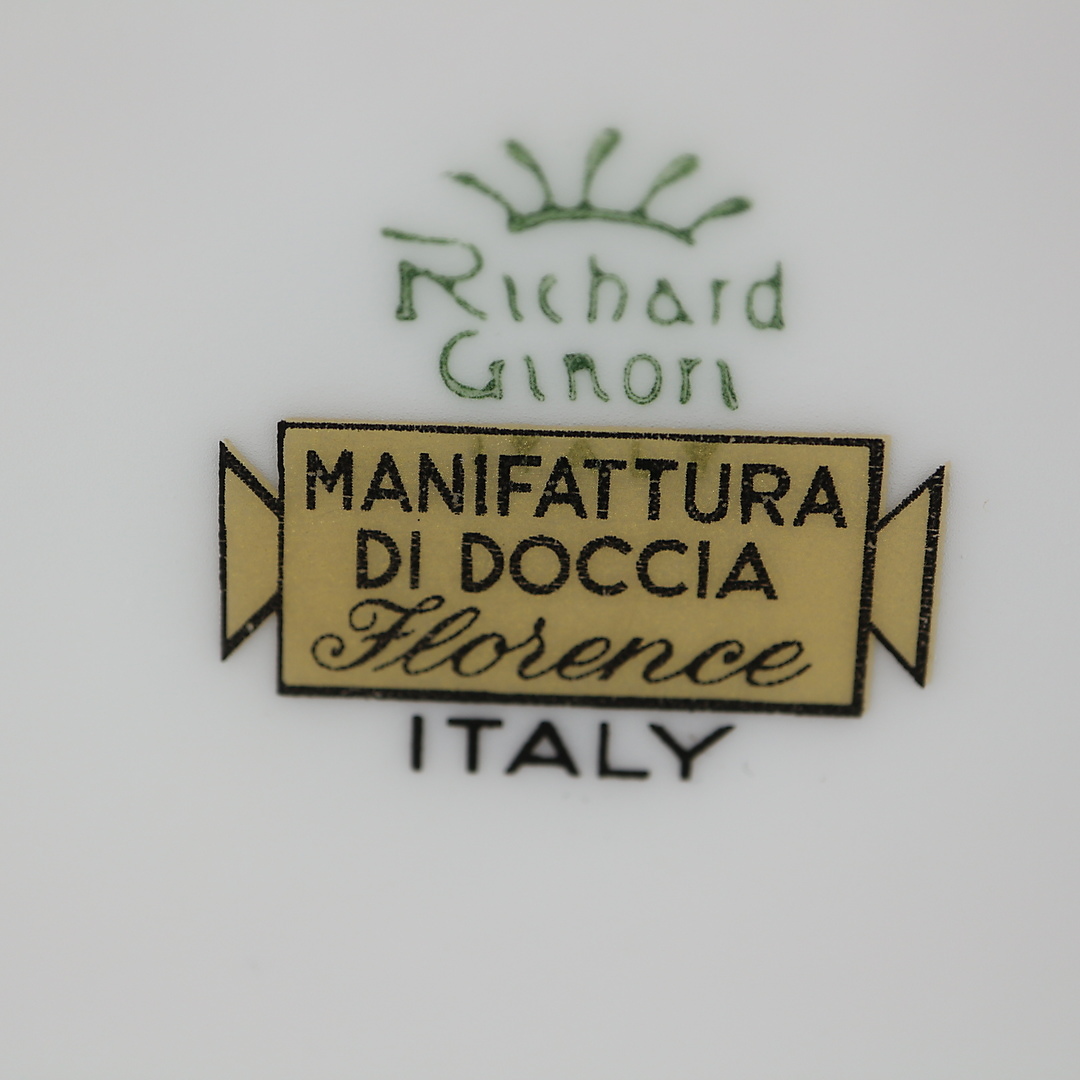 Richard
Ginori
MANIFATTURA
DI DOCCIA
Florence
ITALY